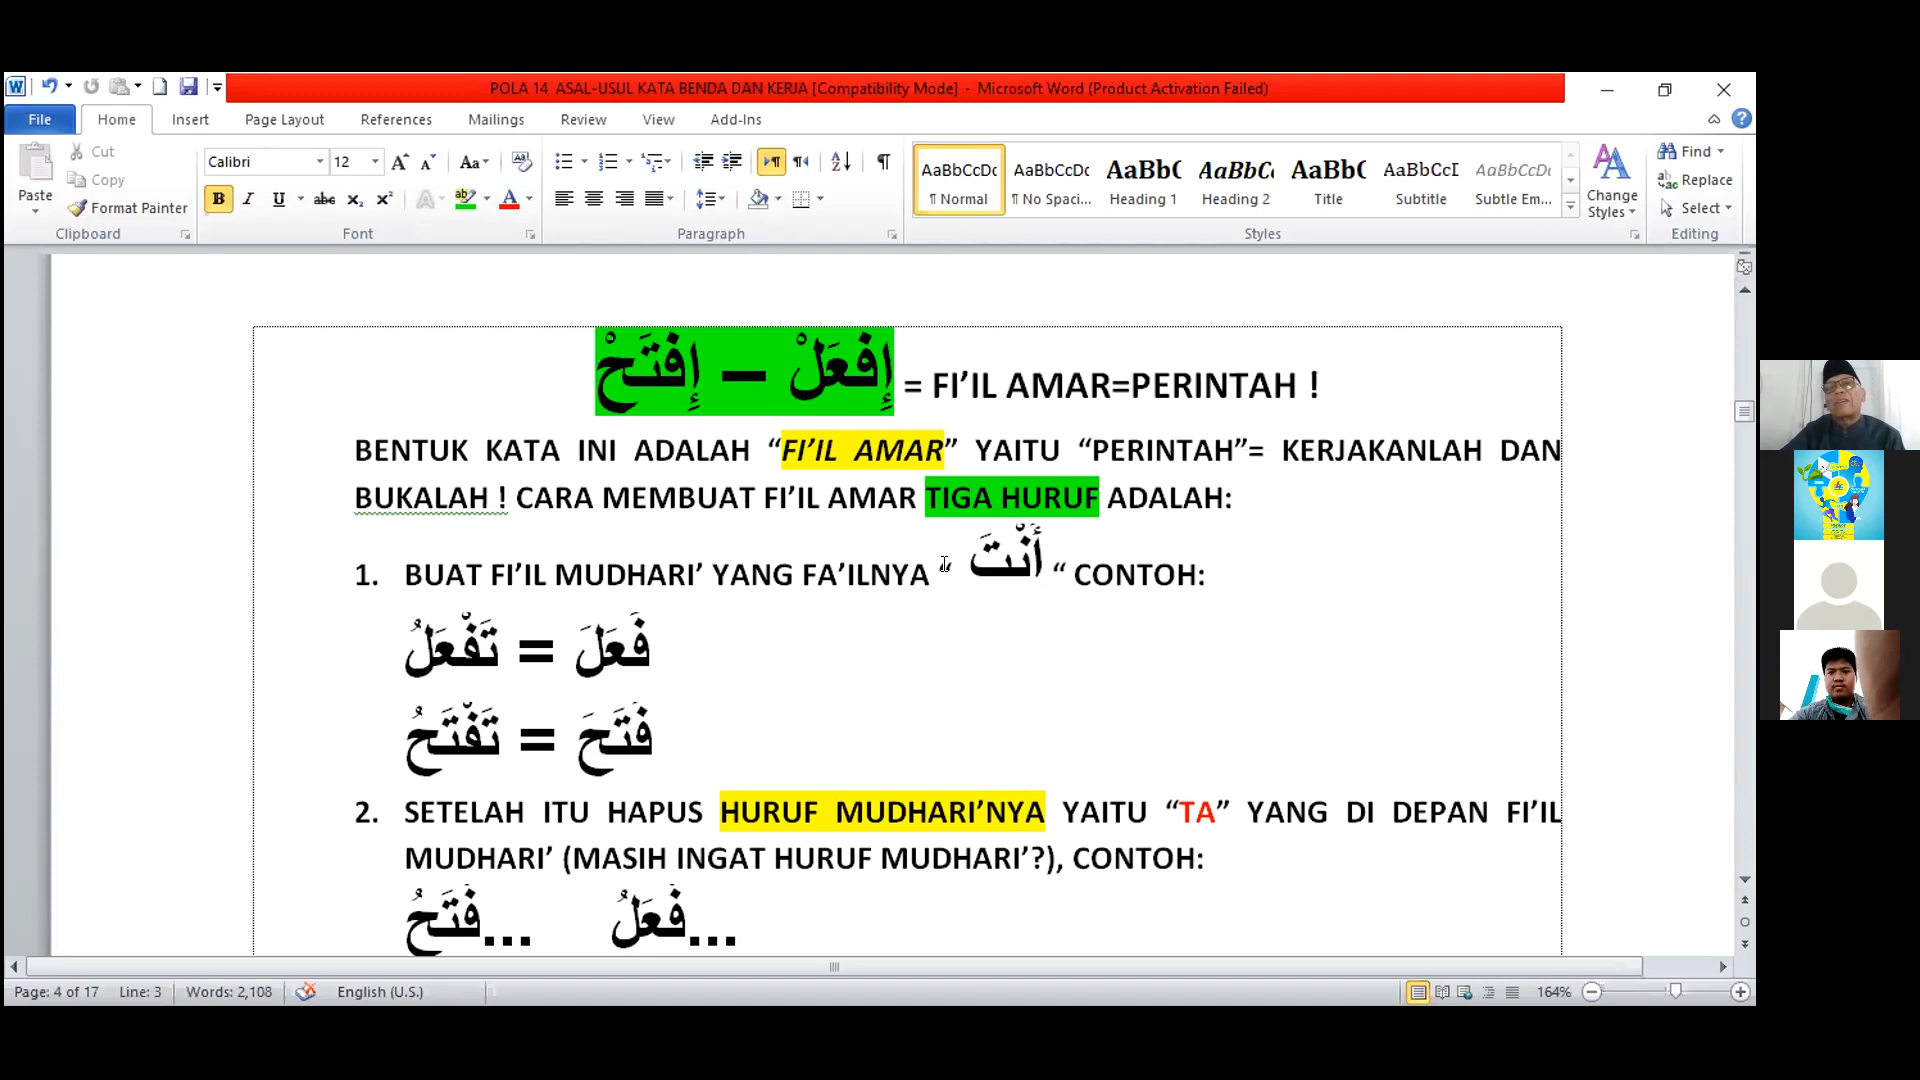 POLA 14 ASAL-USUL KATA BENDA DAN KERJA [Compatibility Mode] - Microsoft Word (Product Activation Failed)
File Home Insert Page Layout References Mailings Review View Add-Ins
Paste
Cut
Copy
Format Painter
Clipboard
Calibri 12
Font
Paragraph
AaBbCcDc AaBbCcDc AaBbC AaBbC AaBbC AaBbCcI AaBbCcDc
¶ Normal ¶ No Spaci... Heading 1 Heading 2 Title Subtitle Subtle Em...
Change Styles
Styles
Find
Replace
Select
Editing
إِفْعَلْ – إِفْتَحْ = FI’IL AMAR=PERINTAH !
BENTUK KATA INI ADALAH “FI’IL AMAR” YAITU “PERINTAH”= KERJAKANLAH DAN
BUKALAH ! CARA MEMBUAT FI’IL AMAR TIGA HURUF ADALAH:
1. BUAT FI’IL MUDHARI’ YANG FA’ILNYA “ أَنْتَ “ CONTOH:
فَعَلَ = تَفْعَلُ
فَتَحَ = تَفْتَحُ
2. SETELAH ITU HAPUS HURUF MUDHARI’NYA YAITU “TA” YANG DI DEPAN FI’IL
MUDHARI’ (MASIH INGAT HURUF MUDHARI’?), CONTOH:
...فْعَلُ ...فْتَحُ
Page: 4 of 17 Line: 3 Words: 2,108 English (U.S.) 164%